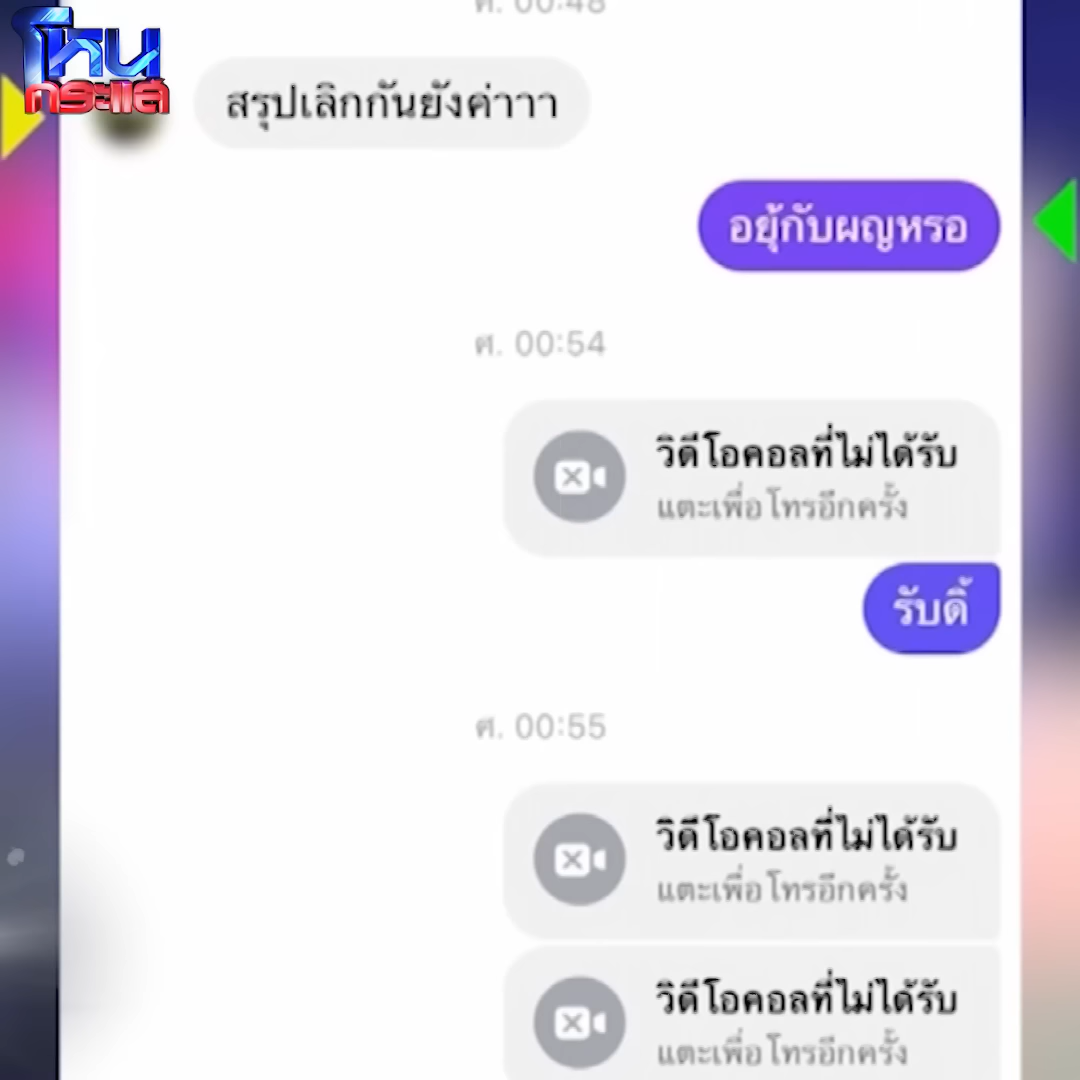 โหนกระแส
ศ. 00:48
สรุปเลิกกันยังค่าาา
อยุ้กับผญหรอ
ศ. 00:54
วิดีโอคอลที่ไม่ได้รับ
แตะเพื่อโทรอีกครั้ง
รับดิ้
ศ. 00:55
วิดีโอคอลที่ไม่ได้รับ
แตะเพื่อโทรอีกครั้ง
วิดีโอคอลที่ไม่ได้รับ
แตะเพื่อโทรอีกครั้ง